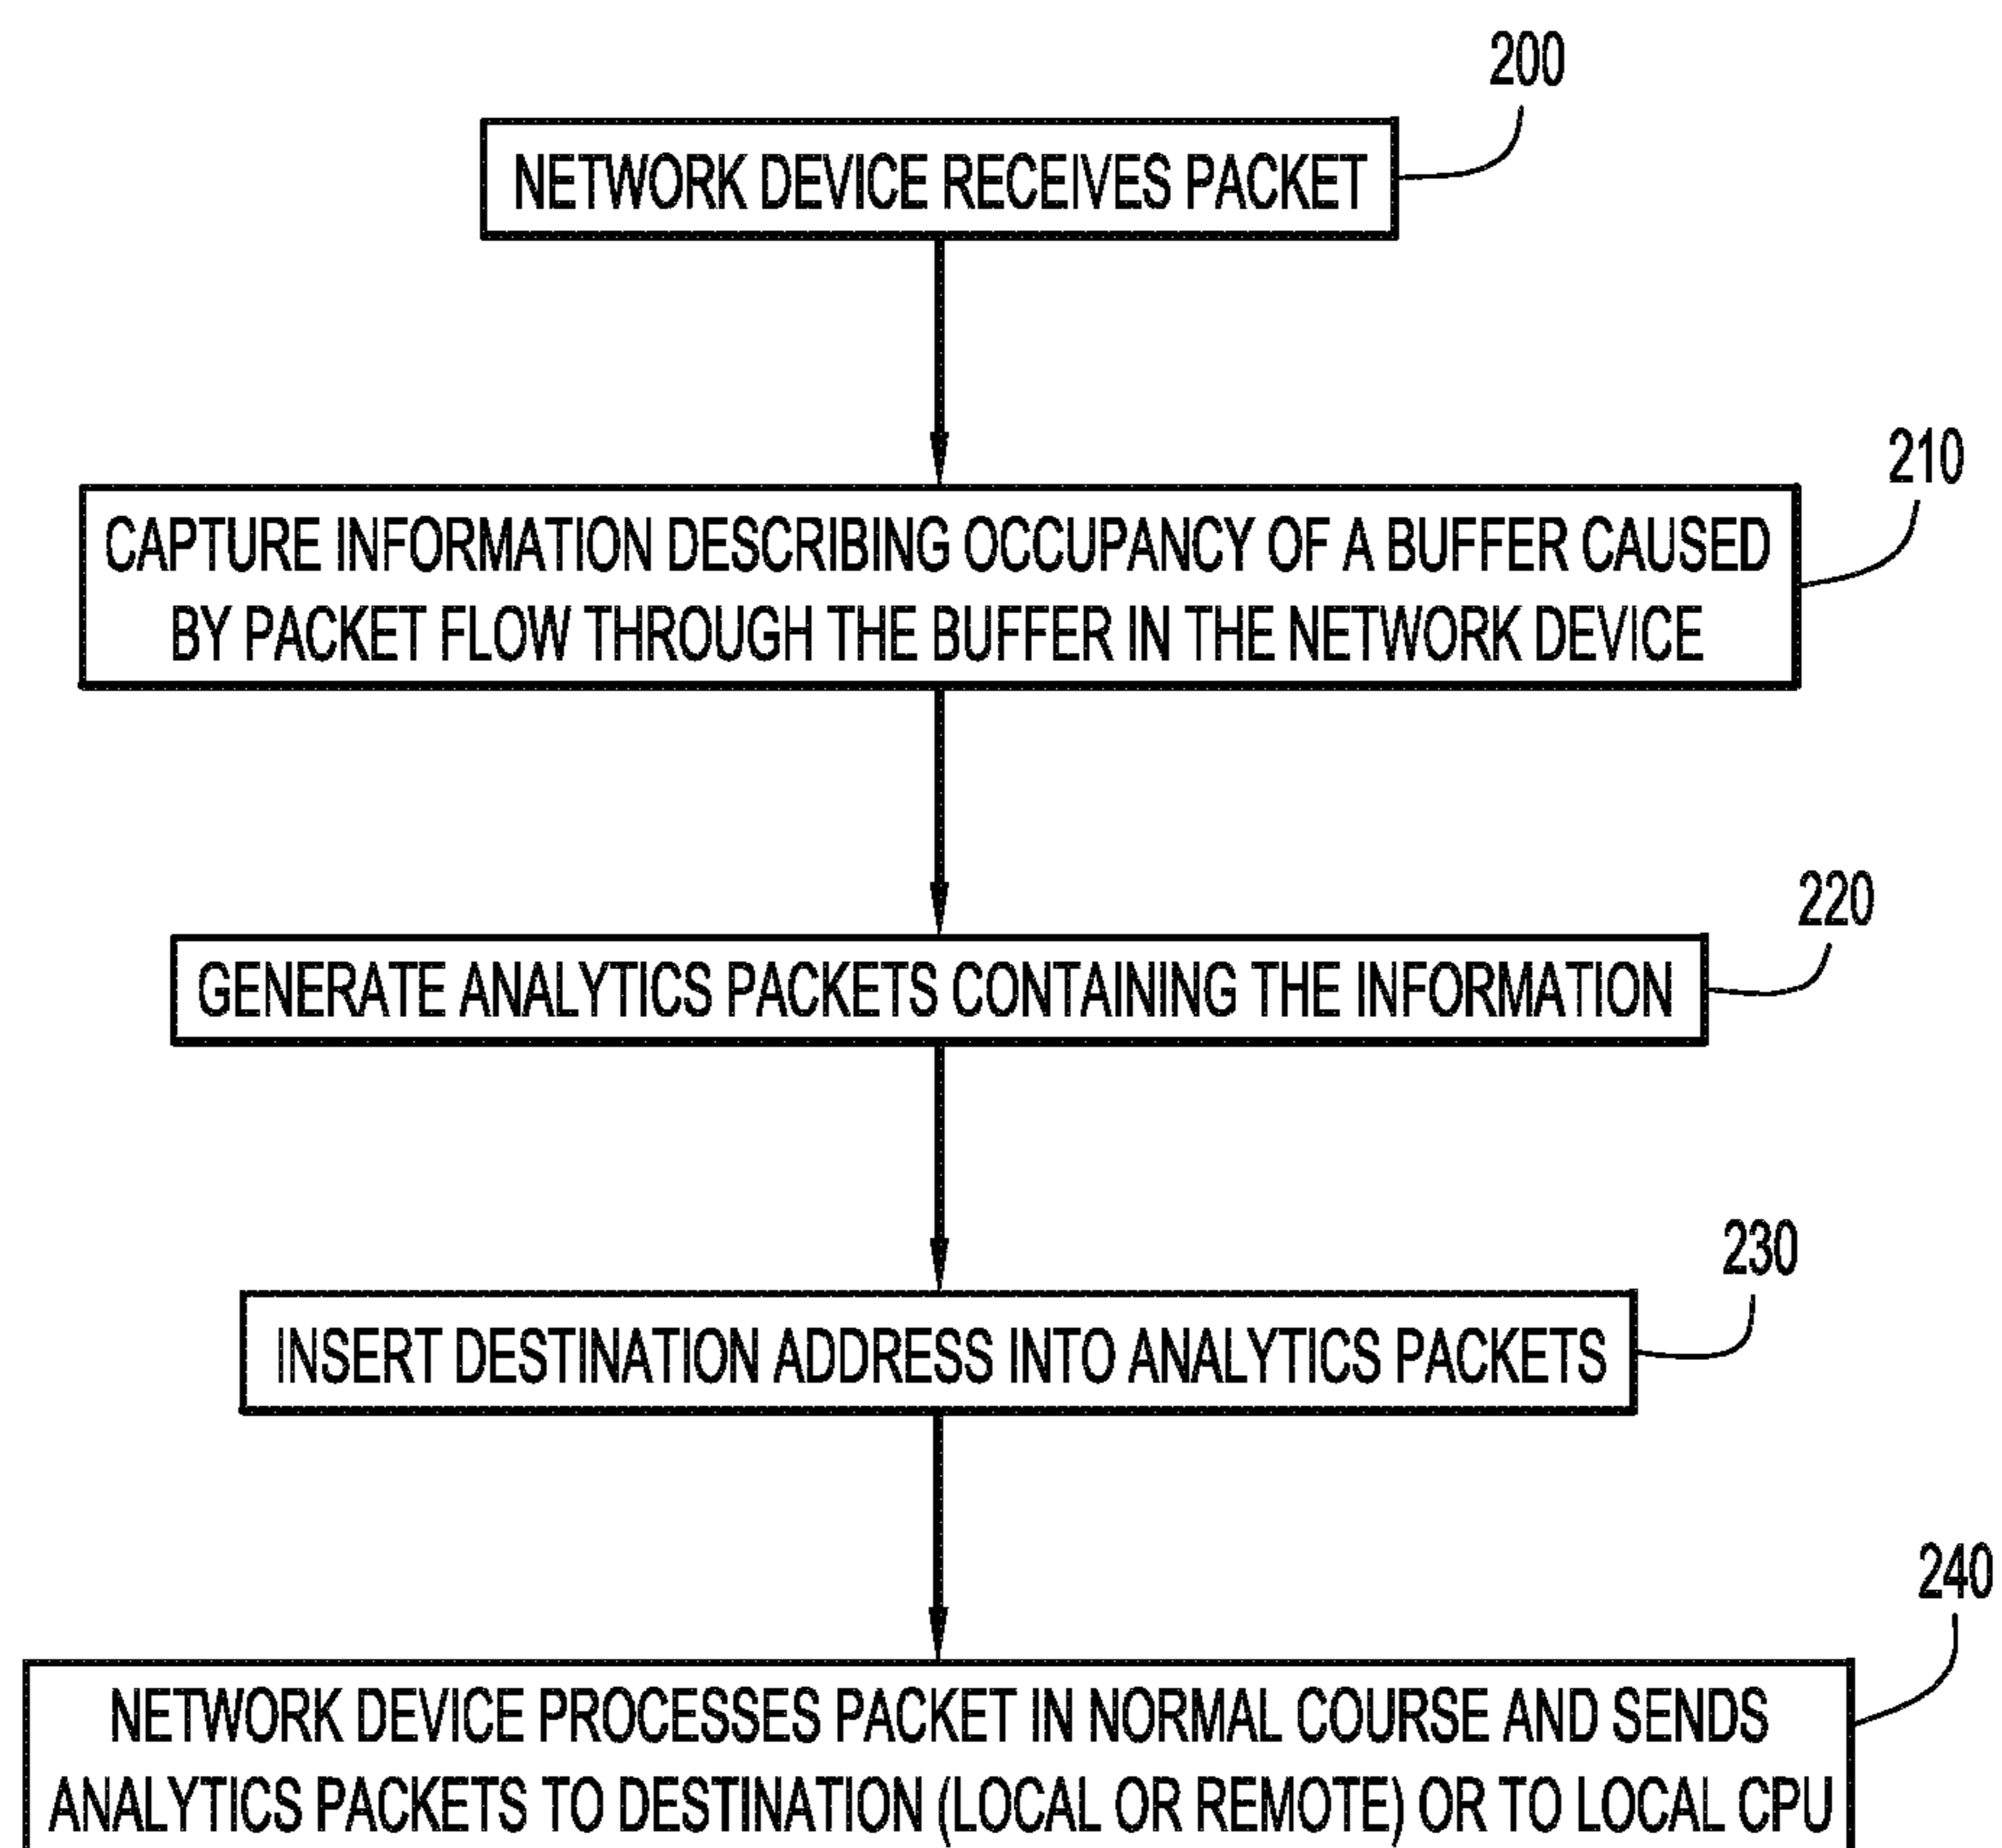 200
NETWORK DEVICE RECEIVES PACKET
210
CAPTURE INFORMATION DESCRIBING OCCUPANCY OF A BUFFER CAUSED
BY PACKET FLOW THROUGH THE BUFFER IN THE NETWORK DEVICE
220
GENERATE ANALYTICS PACKETS CONTAINING THE INFORMATION
230
INSERT DESTINATION ADDRESS INTO ANALYTICS PACKETS
240
NETWORK DEVICE PROCESSES PACKET IN NORMAL COURSE AND SENDS
ANALYTICS PACKETS TO DESTINATION (LOCAL OR REMOTE) OR TO LOCAL CPU